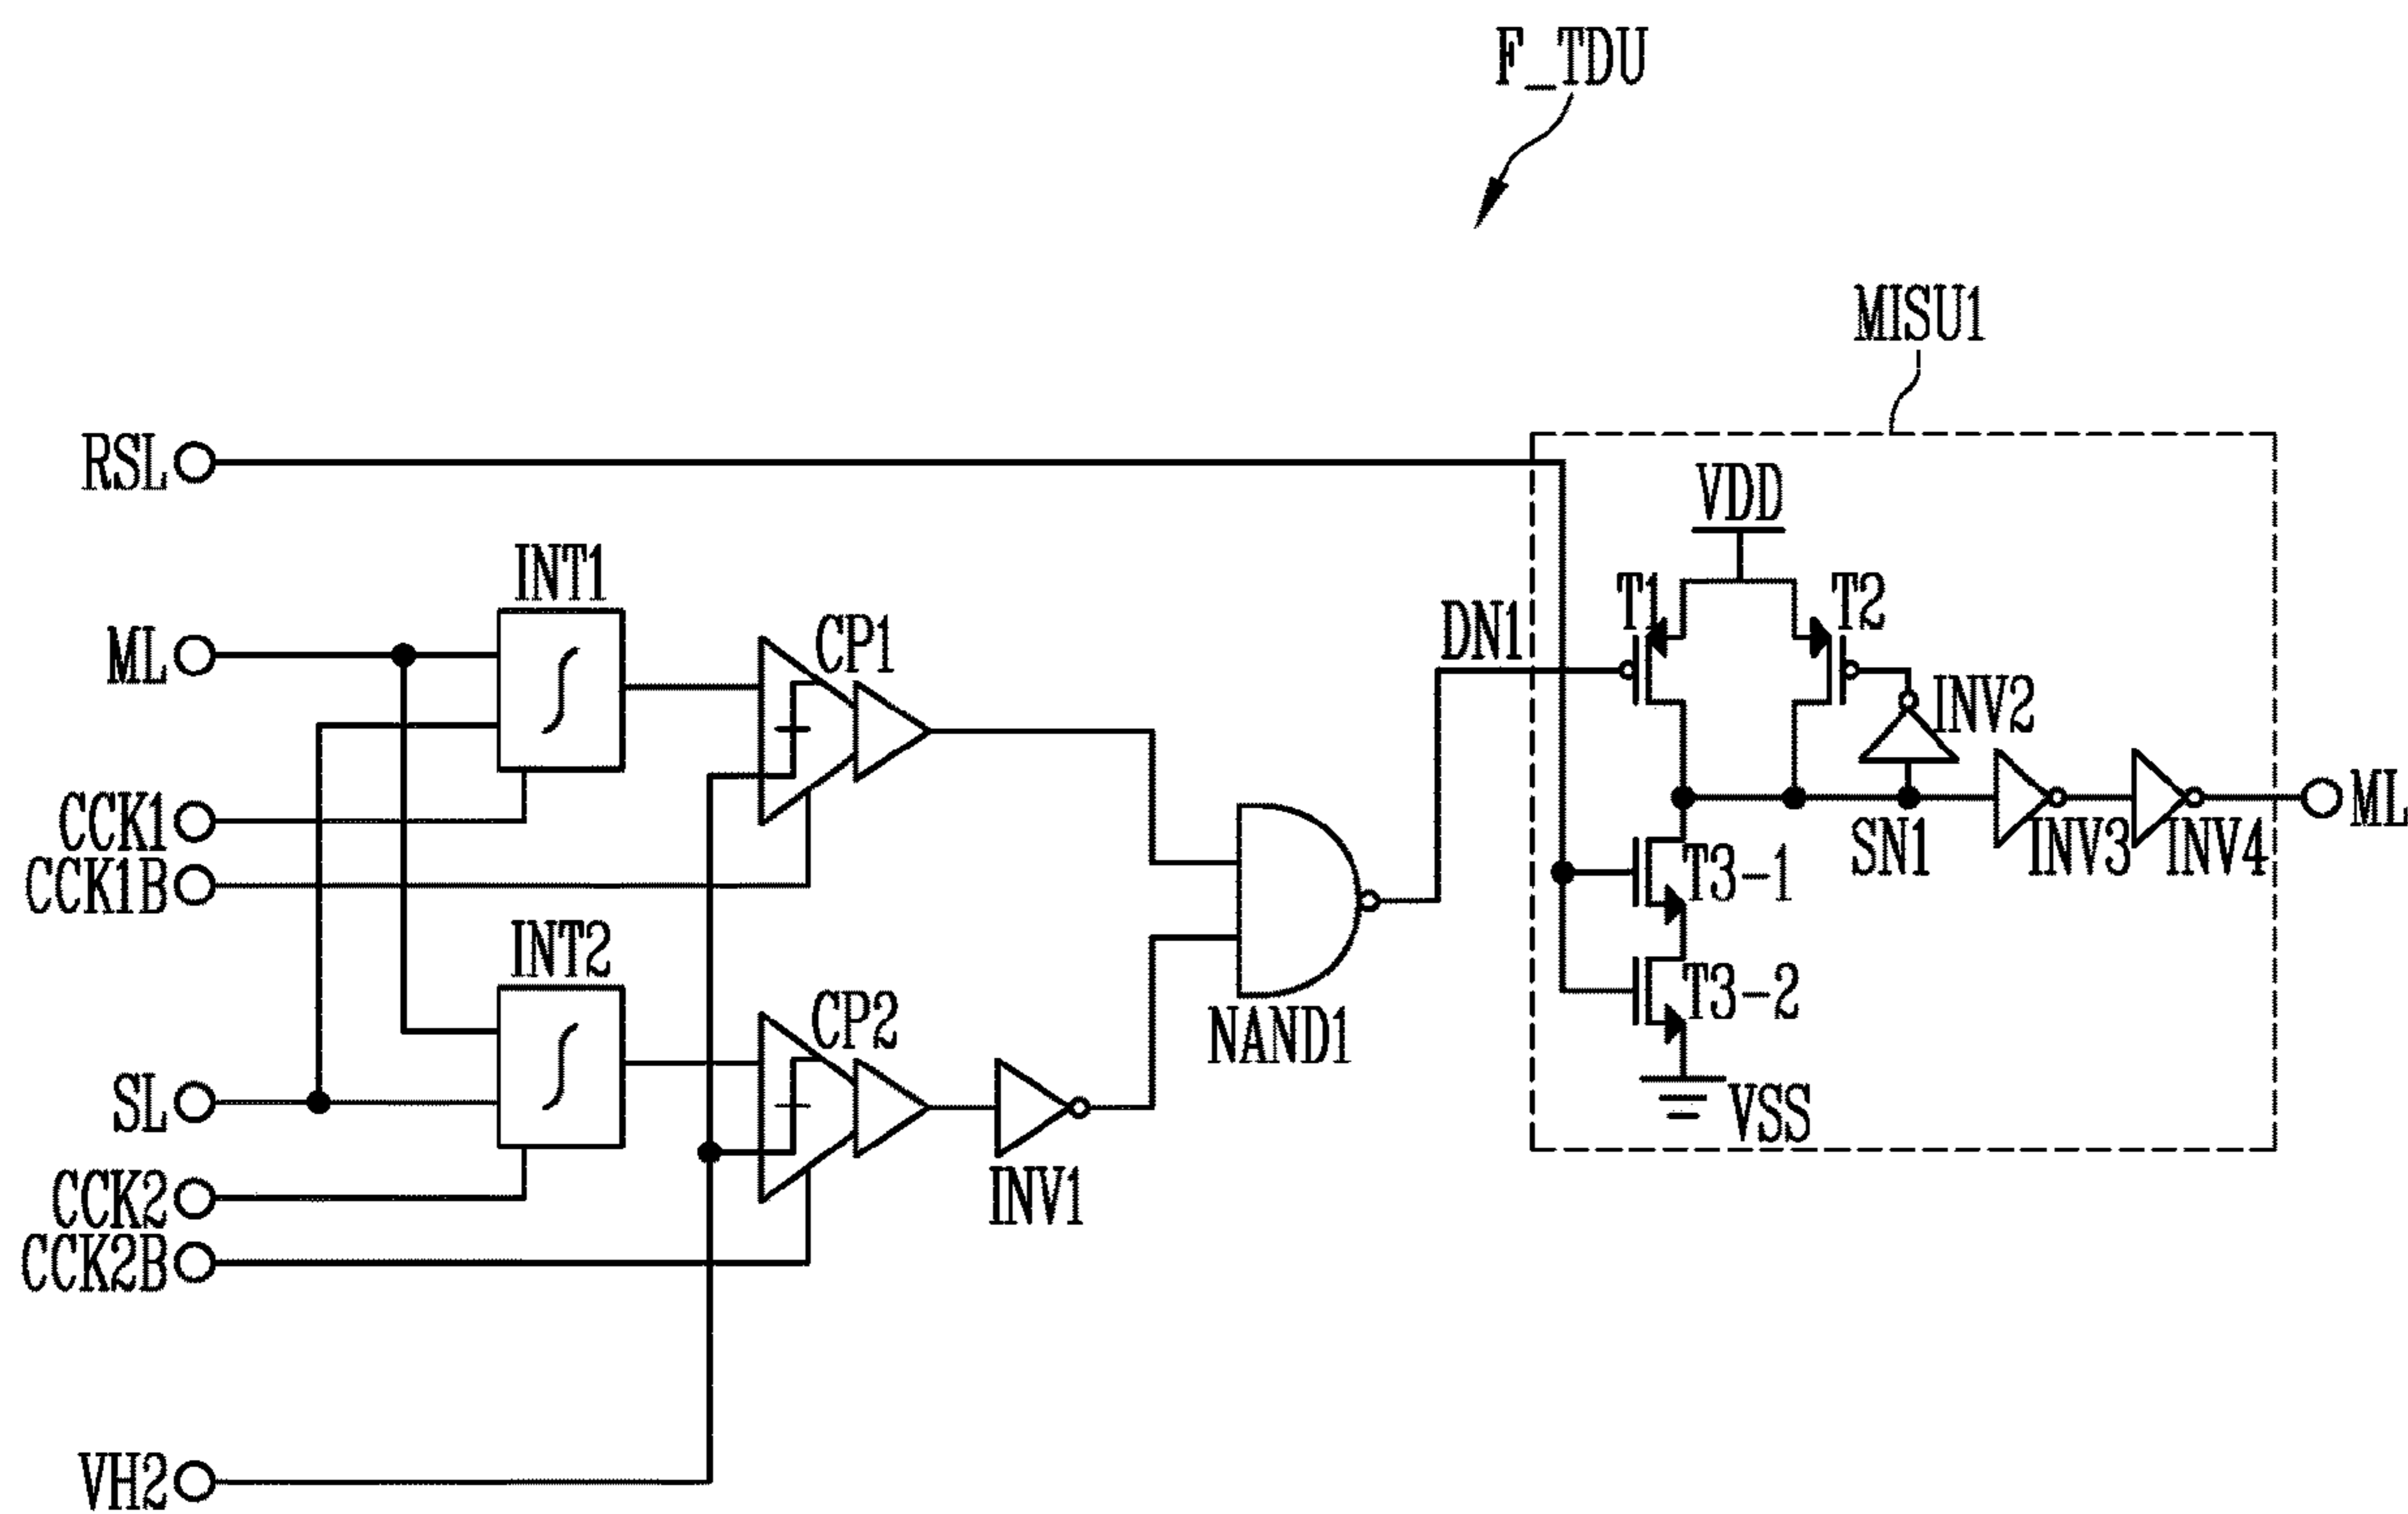 F_TDU
MISU1
RSL
VDD
INT1
T1
T2
DN1
ML
CP1
INV2
CCK1
ML
SN1
INV3
INV4
T3-1
CCK1B
INT2
CP2
T3-2
NAND1
SL
VSS
CCK2
INV1
CCK2B
VH2